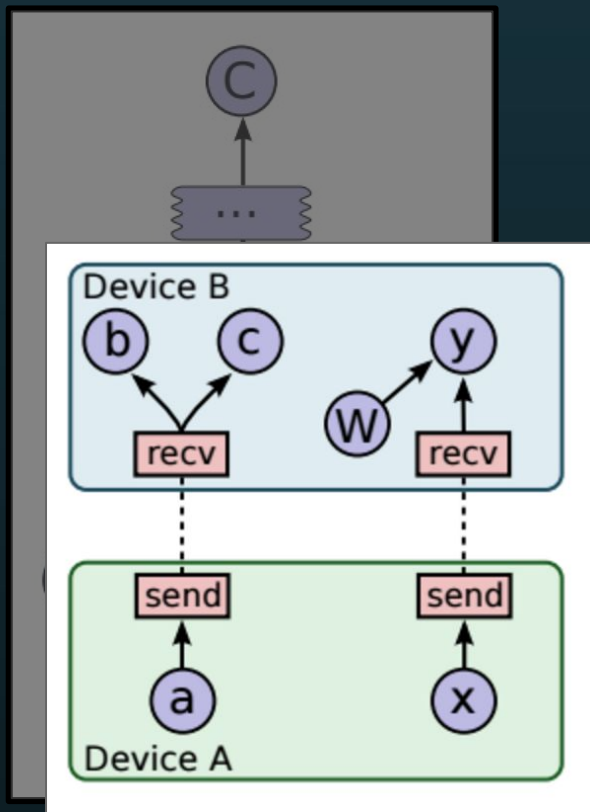 C
...
Device B
b c y
W
recv recv
send send
a x
Device A